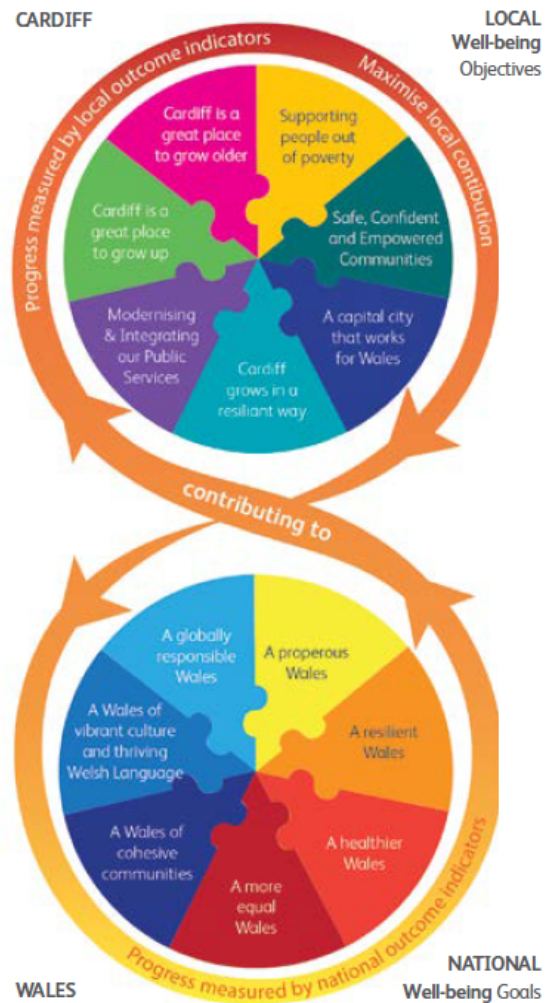 CARDIFF
LOCAL
Well-being
Objectives
Progress measured by local outcome indicators
Maximise local contibution
Cardiff is a
great place
to grow older
Supporting
people out
of poverty
Safe, Confident
and Empowered
Communities
A capital city
that works
for Wales
Cardiff
grows in a
resiliant way
Modernising
& Integrating
our Public
Services
Cardiff is a
great place
to grow up
contributing to
A globally
responsible
Wales
A properous
Wales
A resilient
Wales
A healthier
Wales
A more
equal
Wales
A Wales of
cohesive
communities
A Wales of
vibrant culture
and thriving
Welsh Language
Progress measured by national outcome indicators
WALES
NATIONAL
Well-being Goals